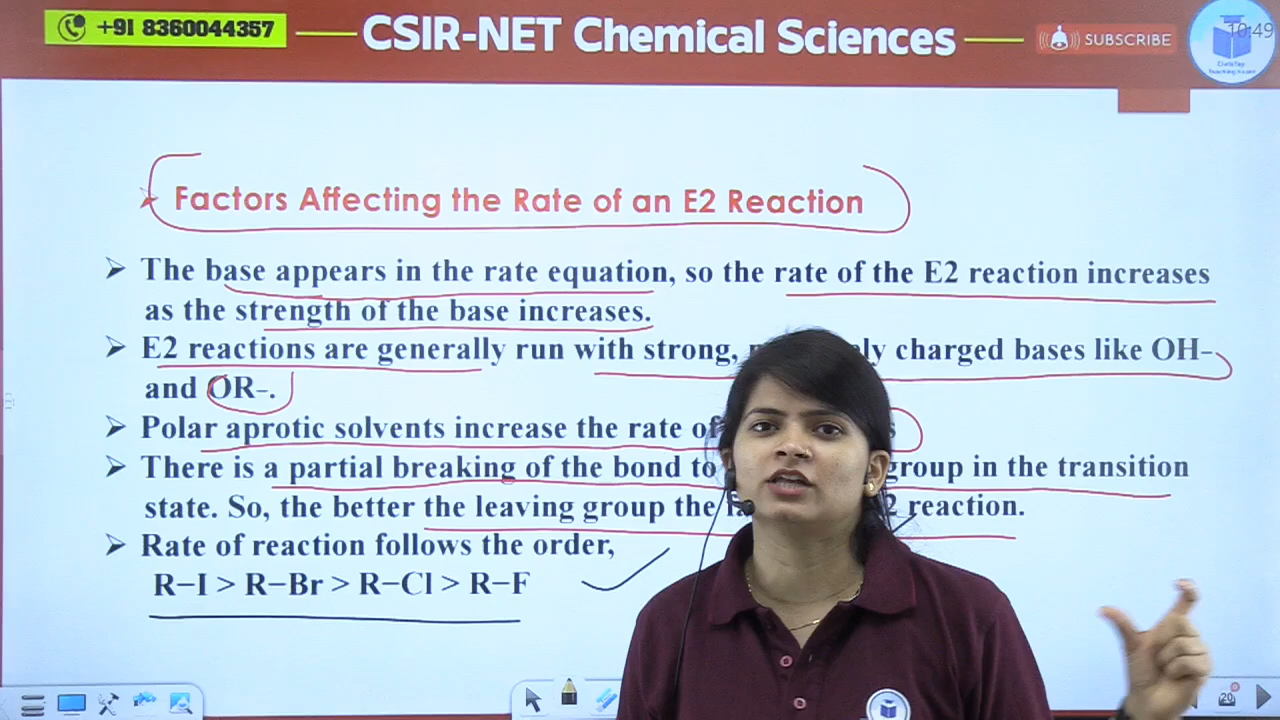 +91 8360044357
CSIR-NET Chemical Sciences
SUBSCRIBE
10:49
Factors Affecting the Rate of an E2 Reaction
The base appears in the rate equation, so the rate of the E2 reaction increases
as the strength of the base increases.
E2 reactions are generally run with strong, charged bases like OH-
and OR-.
Polar aprotic solvents increase the rate of
There is a partial breaking of the bond to group in the transition
state. So, the better the leaving group the reaction.
Rate of reaction follows the order,
R–I > R–Br > R–Cl > R–F
20